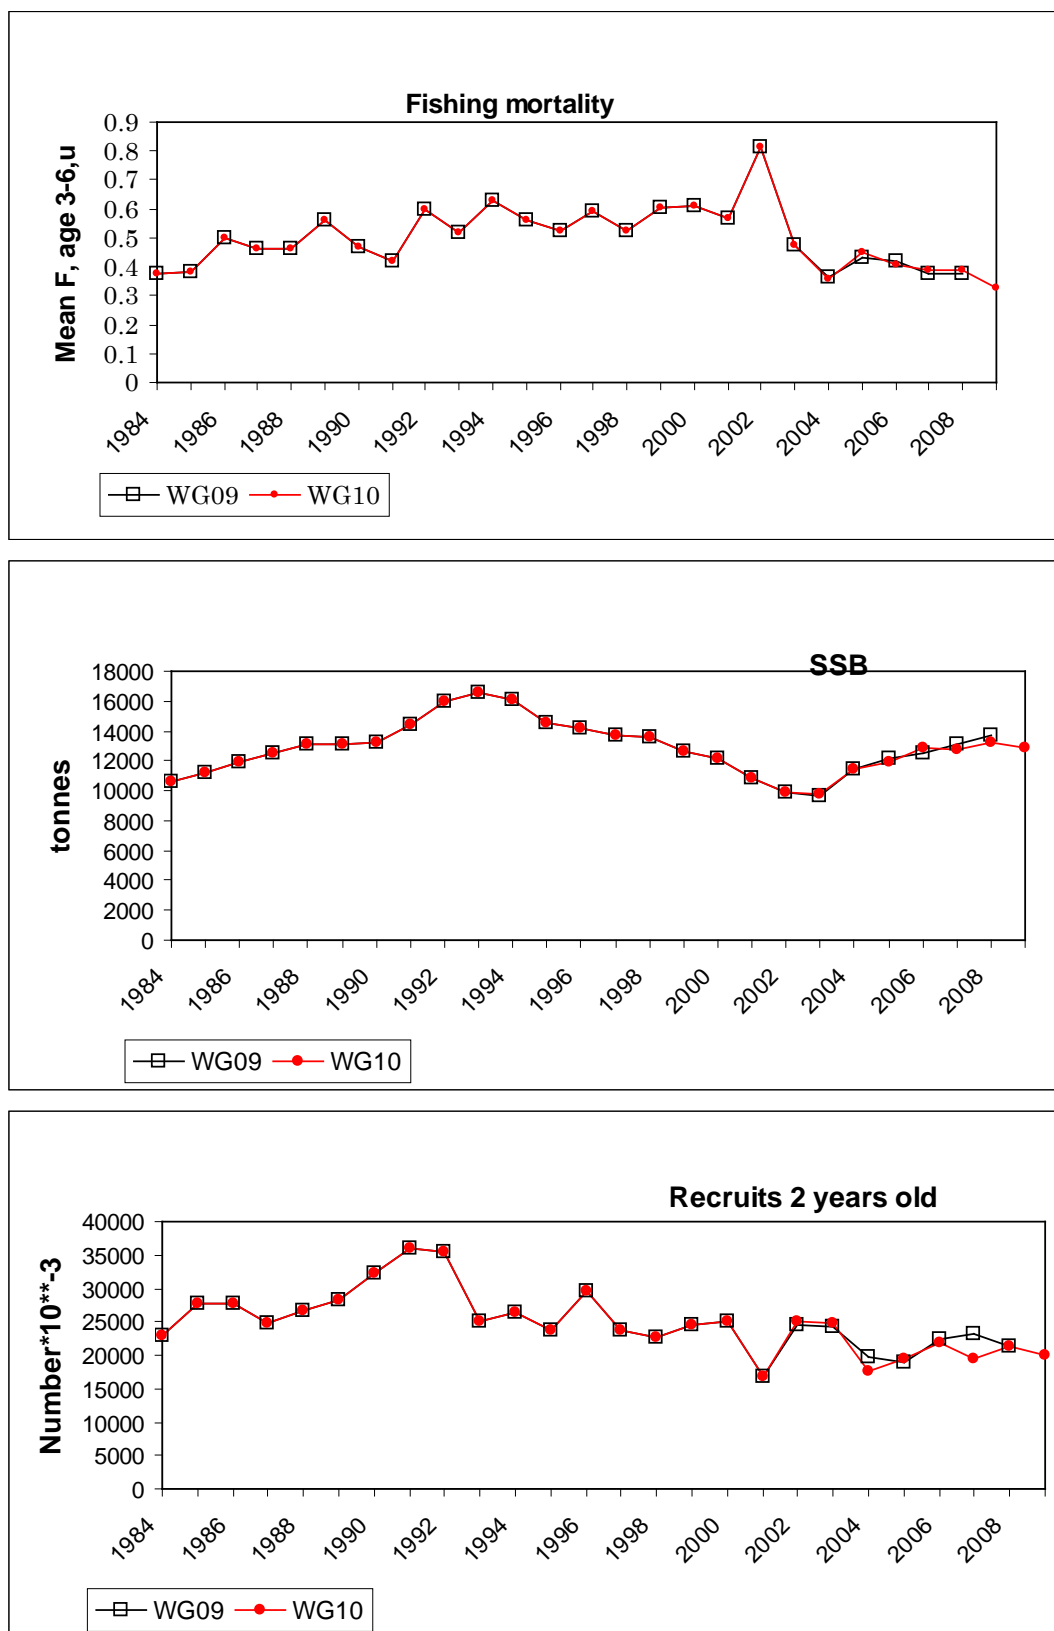 Fishing mortality
Mean F, age 3-6,u
0.9
0.8
0.7
0.6
0.5
0.4
0.3
0.2
0.1
0
1984 1986 1988 1990 1992 1994 1996 1998 2000 2002 2004 2006 2008
WG09 WG10
SSB
tonnes
18000
16000
14000
12000
10000
8000
6000
4000
2000
0
1984 1986 1988 1990 1992 1994 1996 1998 2000 2002 2004 2006 2008
WG09 WG10
Recruits 2 years old
Number*10**-3
40000
35000
30000
25000
20000
15000
10000
5000
0
1984 1986 1988 1990 1992 1994 1996 1998 2000 2002 2004 2006 2008
WG09 WG10